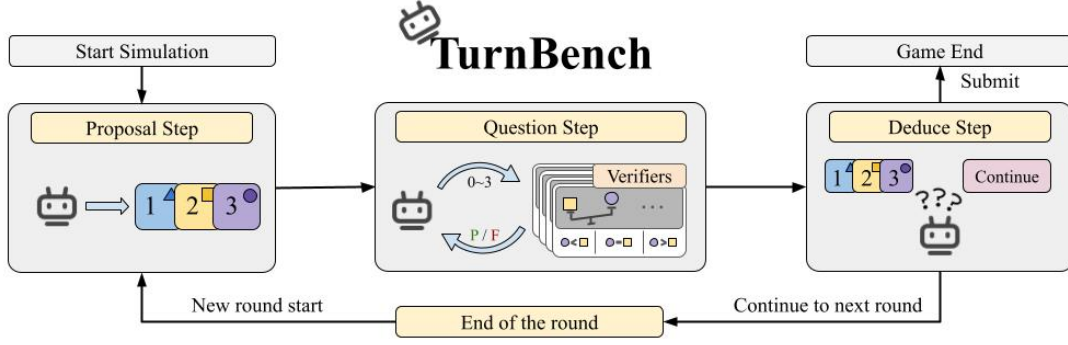 TurnBench
Start Simulation
Game End
Submit
Proposal Step
1 2 3
Question Step
0~3
P / F
Verifiers
...
< = >
Deduce Step
1 2 3
Continue
???
New round start
End of the round
Continue to next round